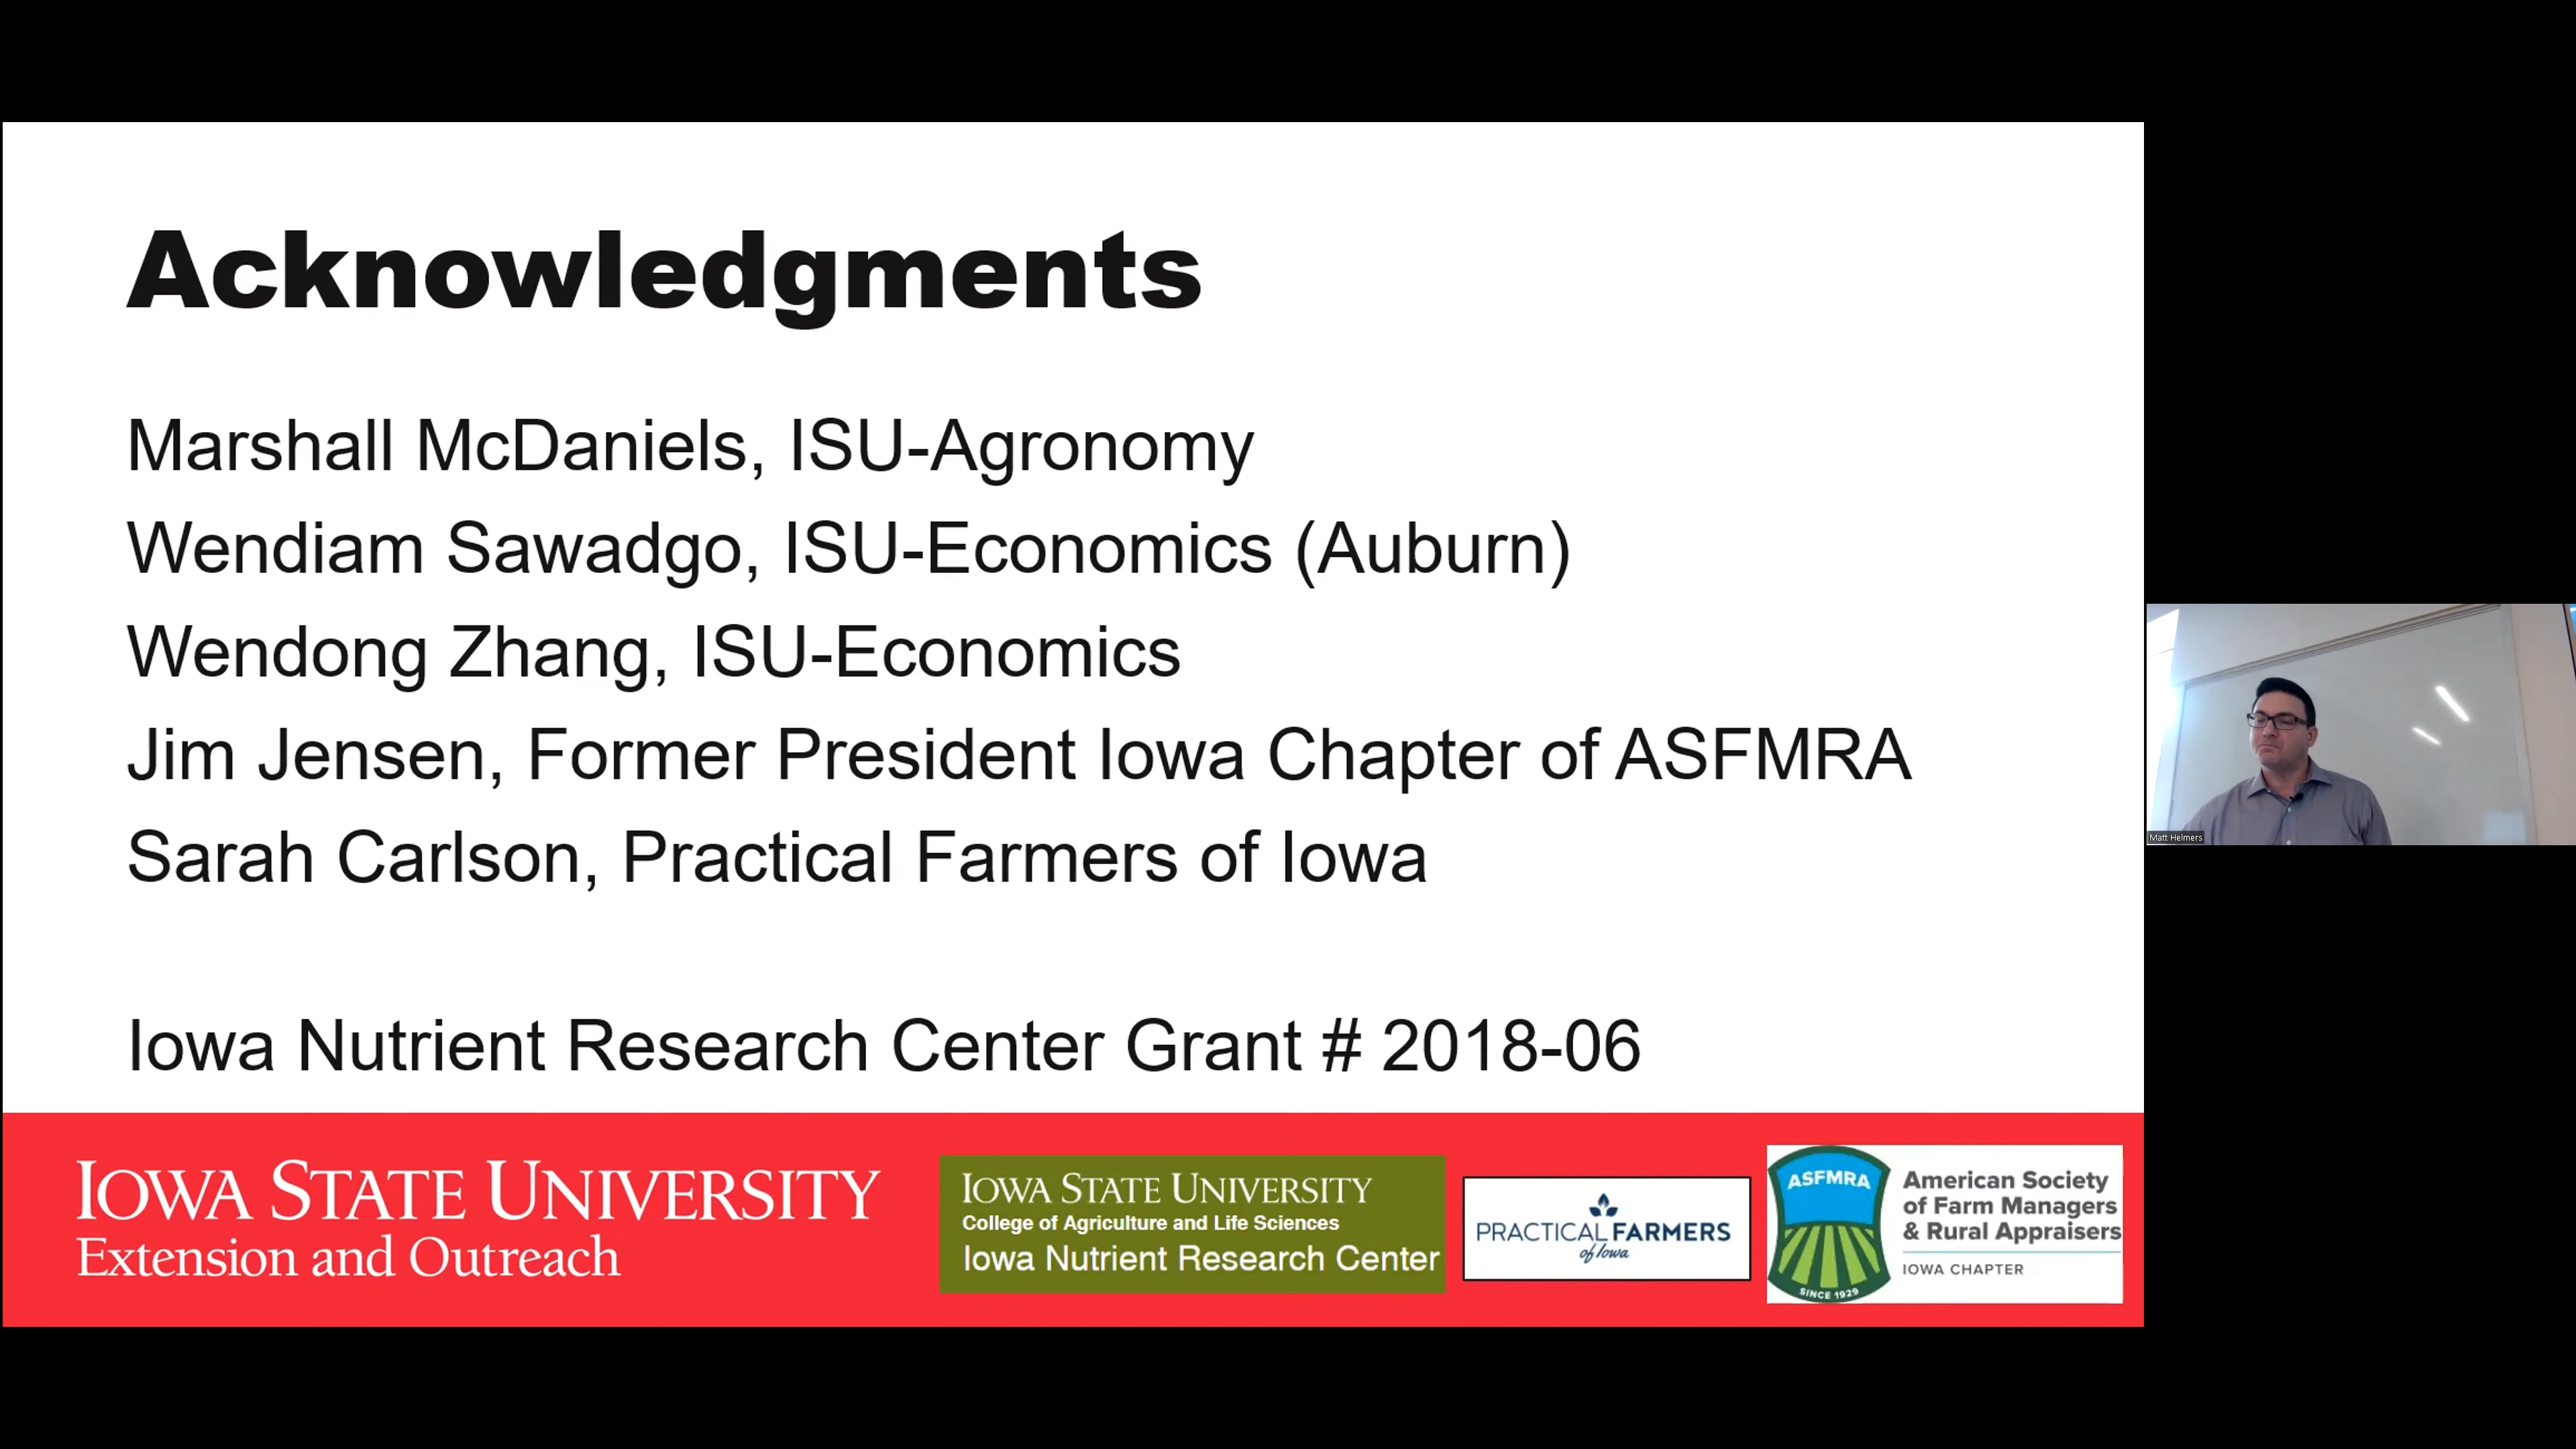 Acknowledgments
Marshall McDaniels, ISU-Agronomy
Wendiam Sawadgo, ISU-Economics (Auburn)
Wendong Zhang, ISU-Economics
Jim Jensen, Former President Iowa Chapter of ASFMRA
Sarah Carlson, Practical Farmers of Iowa
Iowa Nutrient Research Center Grant # 2018-06
IOWA STATE UNIVERSITY
Extension and Outreach
IOWA STATE UNIVERSITY
College of Agriculture and Life Sciences
Iowa Nutrient Research Center
PRACTICAL FARMERS
of Iowa
ASFMRA
SINCE 1929
American Society
of Farm Managers
& Rural Appraisers
IOWA CHAPTER
Matt Helmers